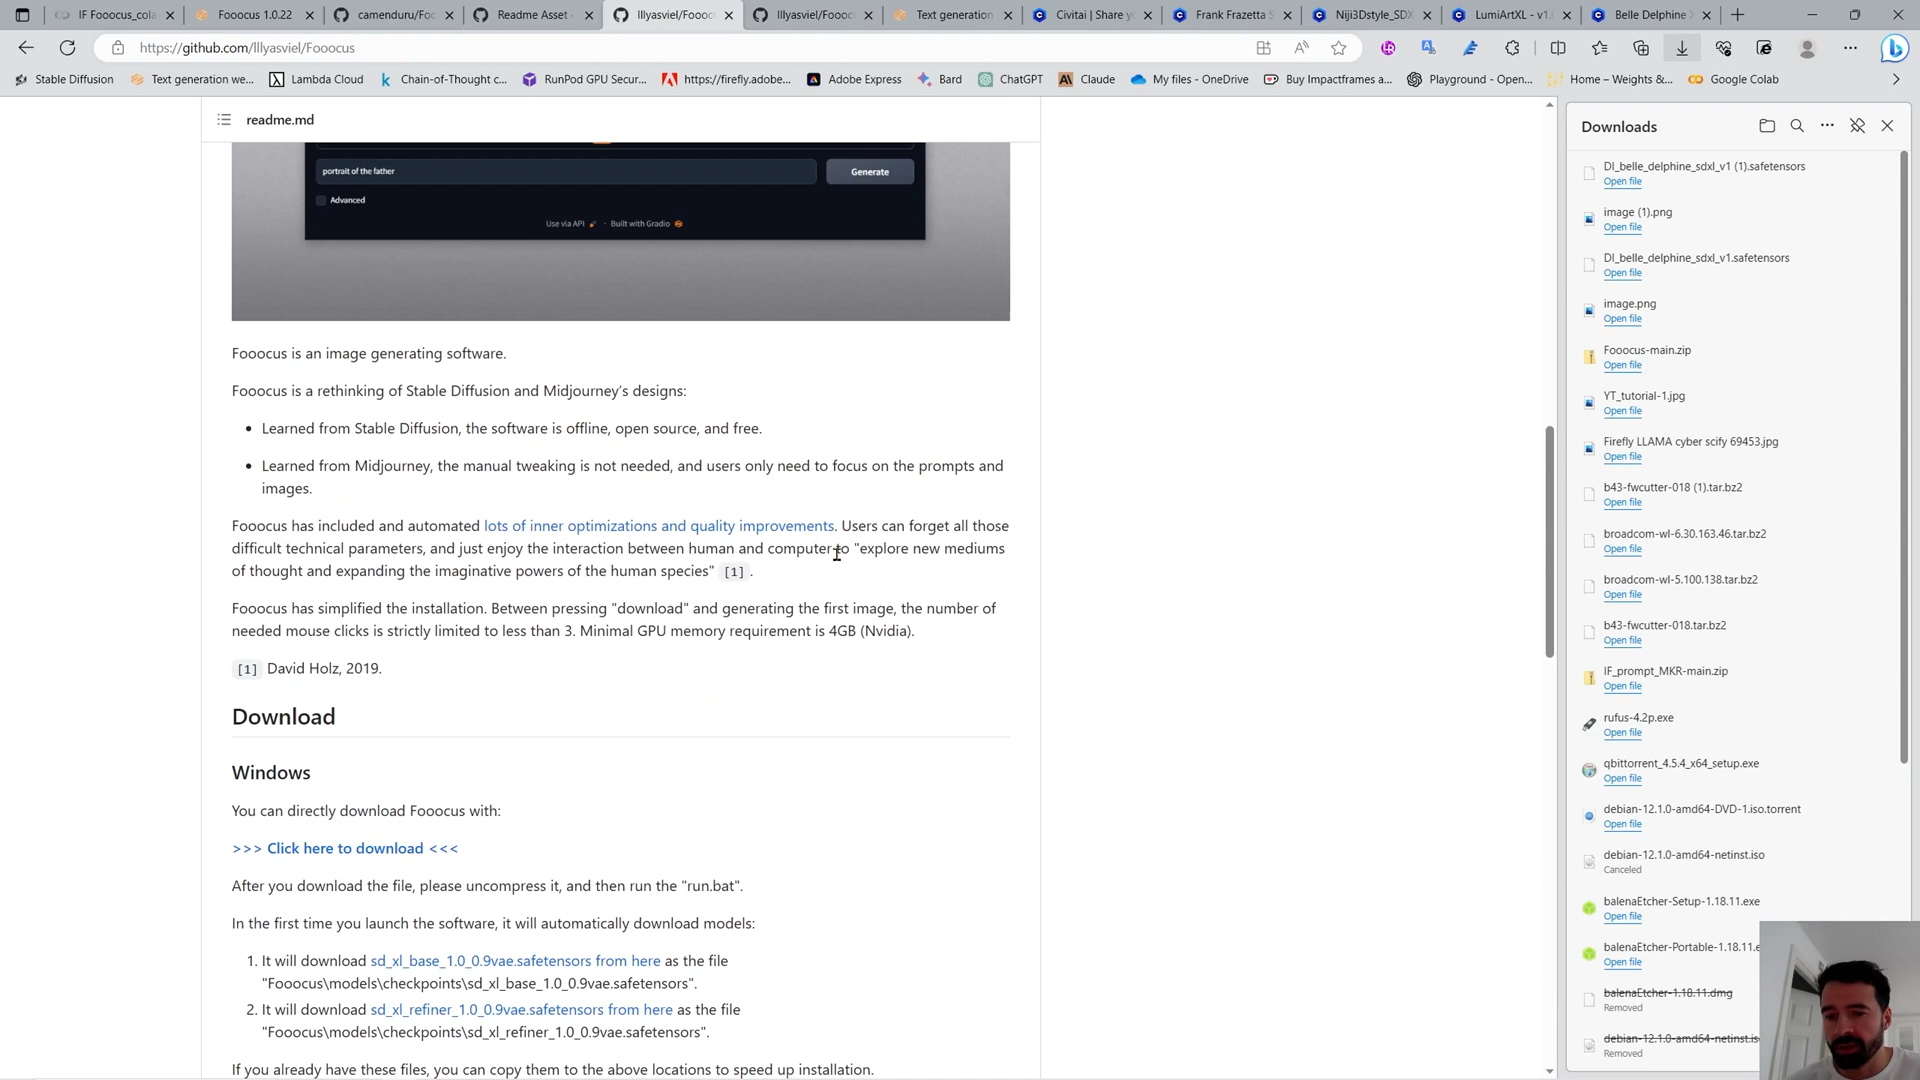 IF Fooocus_cola
Fooocus 1.0.22
camenduru/Foo
Readme Asset -
lllyasviel/Foooc
lllyasviel/Foooc
Text generation
Civitai | Share y
Frank Frazetta S
Niji3Dstyle_SDX
LumiArtXL - v1.
Belle Delphine
https://github.com/lllyasviel/Fooocus
Stable Diffusion
Text generation we...
Lambda Cloud
Chain-of-Thought c...
RunPod GPU Secur...
https://firefly.adobe...
Adobe Express
Bard
ChatGPT
Claude
My files - OneDrive
Buy Impactframes a...
Playground - Open...
Home – Weights &...
Google Colab
readme.md
portrait of the father
Generate
Advanced
Use via API · Built with Gradio
Fooocus is an image generating software.
Fooocus is a rethinking of Stable Diffusion and Midjourney's designs:
• Learned from Stable Diffusion, the software is offline, open source, and free.
• Learned from Midjourney, the manual tweaking is not needed, and users only need to focus on the prompts and
images.
Fooocus has included and automated lots of inner optimizations and quality improvements. Users can forget all those
difficult technical parameters, and just enjoy the interaction between human and computer to "explore new mediums
of thought and expanding the imaginative powers of the human species" [1].
Fooocus has simplified the installation. Between pressing "download" and generating the first image, the number of
needed mouse clicks is strictly limited to less than 3. Minimal GPU memory requirement is 4GB (Nvidia).
[1] David Holz, 2019.
Download
Windows
You can directly download Fooocus with:
>>> Click here to download <<<
After you download the file, please uncompress it, and then run the "run.bat".
In the first time you launch the software, it will automatically download models:
1. It will download sd_xl_base_1.0_0.9vae.safetensors from here as the file
"Fooocus\models\checkpoints\sd_xl_base_1.0_0.9vae.safetensors".
2. It will download sd_xl_refiner_1.0_0.9vae.safetensors from here as the file
"Fooocus\models\checkpoints\sd_xl_refiner_1.0_0.9vae.safetensors".
If you already have these files, you can copy them to the above locations to speed up installation.
Downloads
DI_belle_delphine_sdxl_v1 (1).safetensors
Open file
image (1).png
Open file
DI_belle_delphine_sdxl_v1.safetensors
Open file
image.png
Open file
Fooocus-main.zip
Open file
YT_tutorial-1.jpg
Open file
Firefly LLAMA cyber scify 69453.jpg
Open file
b43-fwcutter-018 (1).tar.bz2
Open file
broadcom-wl-6.30.163.46.tar.bz2
Open file
broadcom-wl-5.100.138.tar.bz2
Open file
b43-fwcutter-018.tar.bz2
Open file
IF_prompt_MKR-main.zip
Open file
rufus-4.2p.exe
Open file
qbittorrent_4.5.4_x64_setup.exe
Open file
debian-12.1.0-amd64-DVD-1.iso.torrent
Open file
debian-12.1.0-amd64-netinst.iso
Canceled
balenaEtcher-Setup-1.18.11.exe
Open file
balenaEtcher-Portable-1.18.11.e
Open file
balenaEtcher-1.18.11.dmg
Removed
debian-12.1.0-amd64-netinst.is
Removed